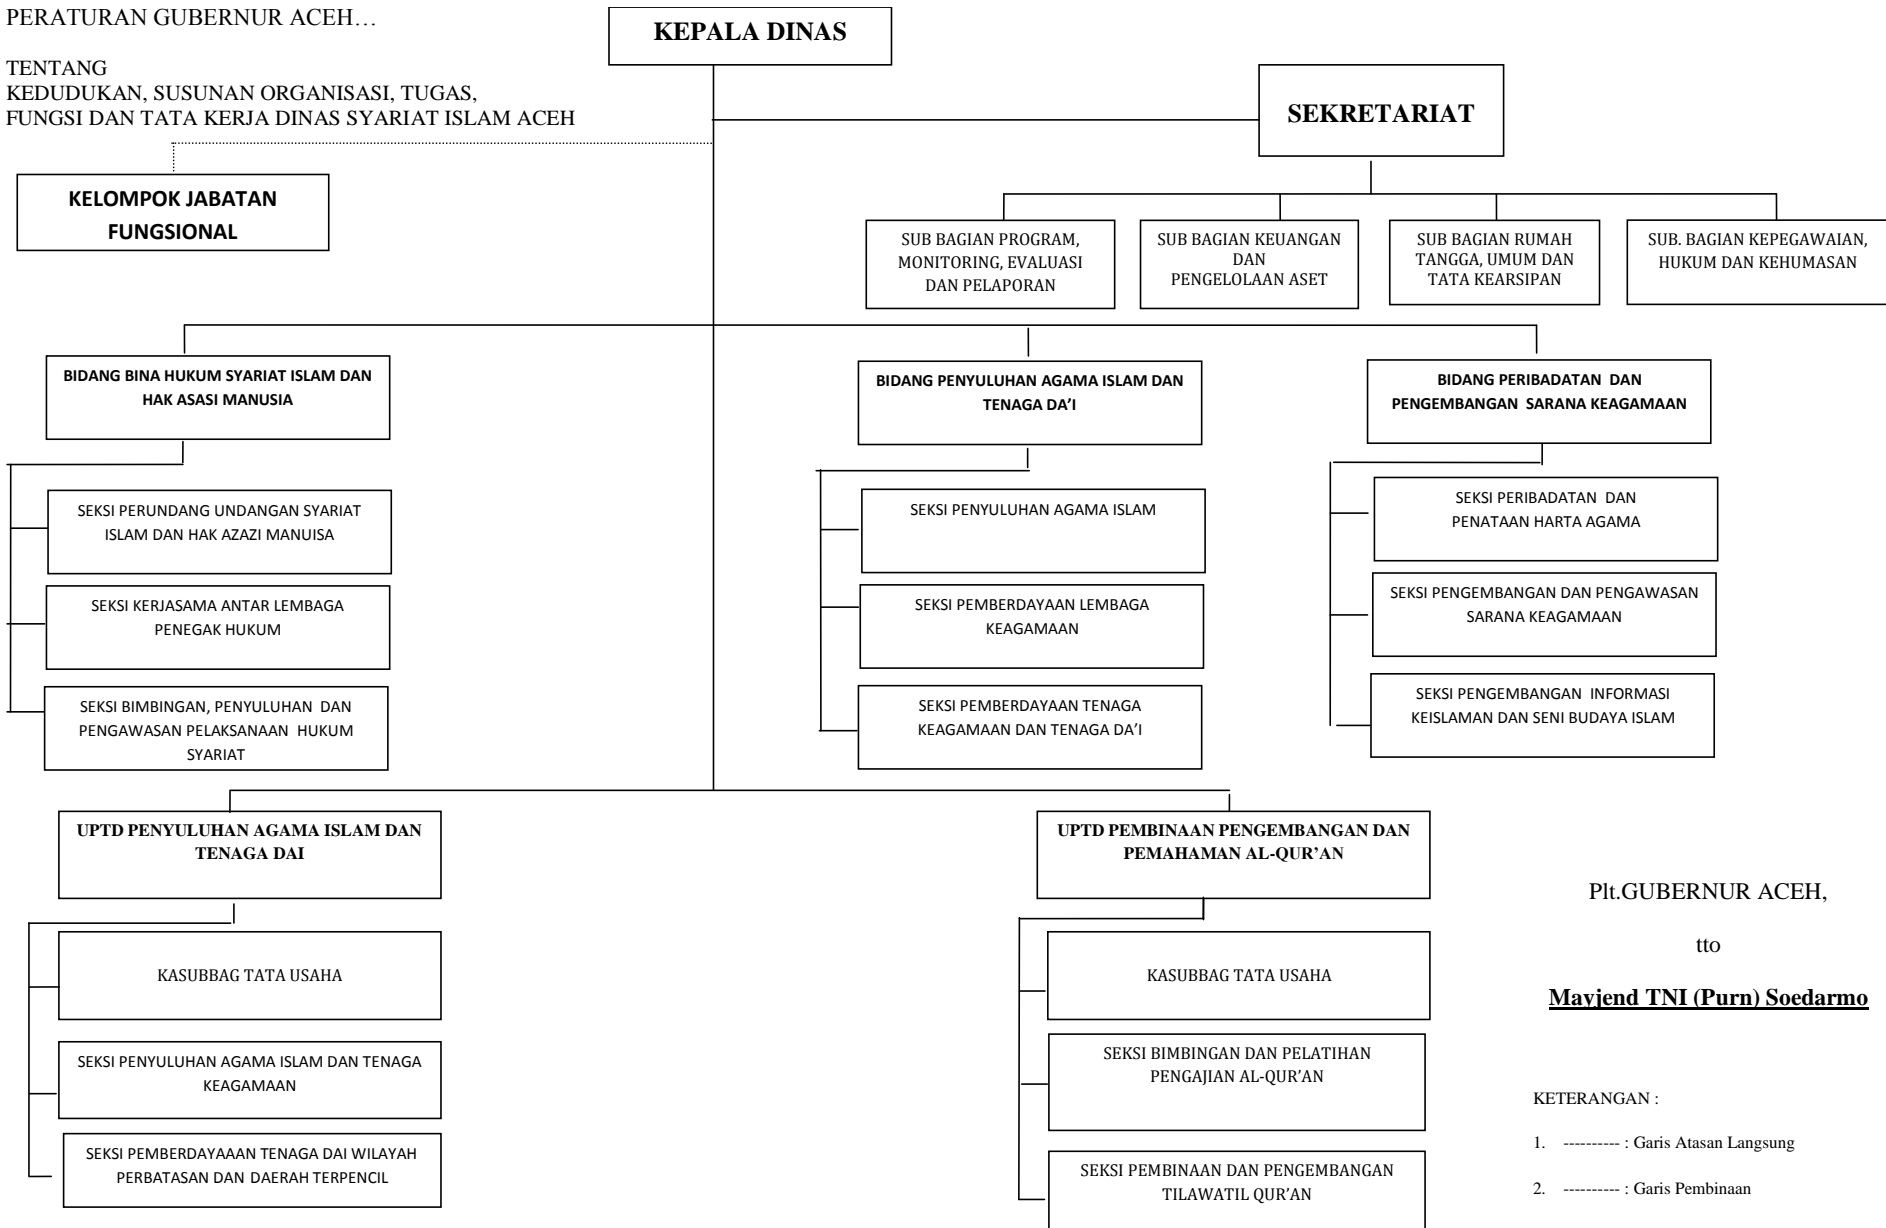 PERATURAN GUBERNUR ACEH…
TENTANG
KEDUDUKAN, SUSUNAN ORGANISASI, TUGAS,
FUNGSI DAN TATA KERJA DINAS SYARIAT ISLAM ACEH
KEPALA DINAS
SEKRETARIAT
KELOMPOK JABATAN
FUNGSIONAL
SUB BAGIAN PROGRAM,
MONITORING, EVALUASI
DAN PELAPORAN
SUB BAGIAN KEUANGAN
DAN
PENGELOLAAN ASET
SUB BAGIAN RUMAH
TANGGA, UMUM DAN
TATA KEARSIPAN
SUB. BAGIAN KEPEGAWAIAN,
HUKUM DAN KEHUMASAN
BIDANG BINA HUKUM SYARIAT ISLAM DAN
HAK ASASI MANUSIA
SEKSI PERUNDANG UNDANGAN SYARIAT
ISLAM DAN HAK AZAZI MANUISA
SEKSI KERJASAMA ANTAR LEMBAGA
PENEGAK HUKUM
SEKSI BIMBINGAN, PENYULUHAN DAN
PENGAWASAN PELAKSANAAN HUKUM
SYARIAT
BIDANG PENYULUHAN AGAMA ISLAM DAN
TENAGA DA’I
SEKSI PENYULUHAN AGAMA ISLAM
SEKSI PEMBERDAYAAN LEMBAGA
KEAGAMAAN
SEKSI PEMBERDAYAAN TENAGA
KEAGAMAAN DAN TENAGA DA’I
BIDANG PERIBADATAN DAN
PENGEMBANGAN SARANA KEAGAMAAN
SEKSI PERIBADATAN DAN
PENATAAN HARTA AGAMA
SEKSI PENGEMBANGAN DAN PENGAWASAN
SARANA KEAGAMAAN
SEKSI PENGEMBANGAN INFORMASI
KEISLAMAN DAN SENI BUDAYA ISLAM
UPTD PENYULUHAN AGAMA ISLAM DAN
TENAGA DAI
KASUBBAG TATA USAHA
SEKSI PENYULUHAN AGAMA ISLAM DAN TENAGA
KEAGAMAAN
SEKSI PEMBERDAYAAAN TENAGA DAI WILAYAH
PERBATASAN DAN DAERAH TERPENCIL
UPTD PEMBINAAN PENGEMBANGAN DAN
PEMAHAMAN AL-QUR’AN
KASUBBAG TATA USAHA
SEKSI BIMBINGAN DAN PELATIHAN
PENGAJIAN AL-QUR’AN
SEKSI PEMBINAAN DAN PENGEMBANGAN
TILAWATIL QUR’AN
Plt.GUBERNUR ACEH,
tto
Mayjend TNI (Purn) Soedarmo
KETERANGAN :
1. ---------- : Garis Atasan Langsung
2. ---------- : Garis Pembinaan